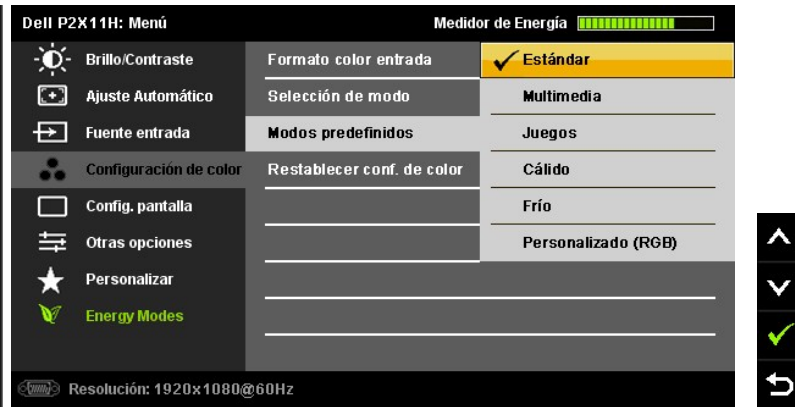 Dell P2X11H: Menú Medidor de Energía
Brillo/Contraste Formato color entrada Estándar
Ajuste Automático Selección de modo Multimedia
Fuente entrada Modos predefinidos Juegos
Configuración de color Restablecer conf. de color Cálido
Config. pantalla Frío
Otras opciones Personalizado (RGB)
Personalizar
Energy Modes
Resolución: 1920x1080@60Hz